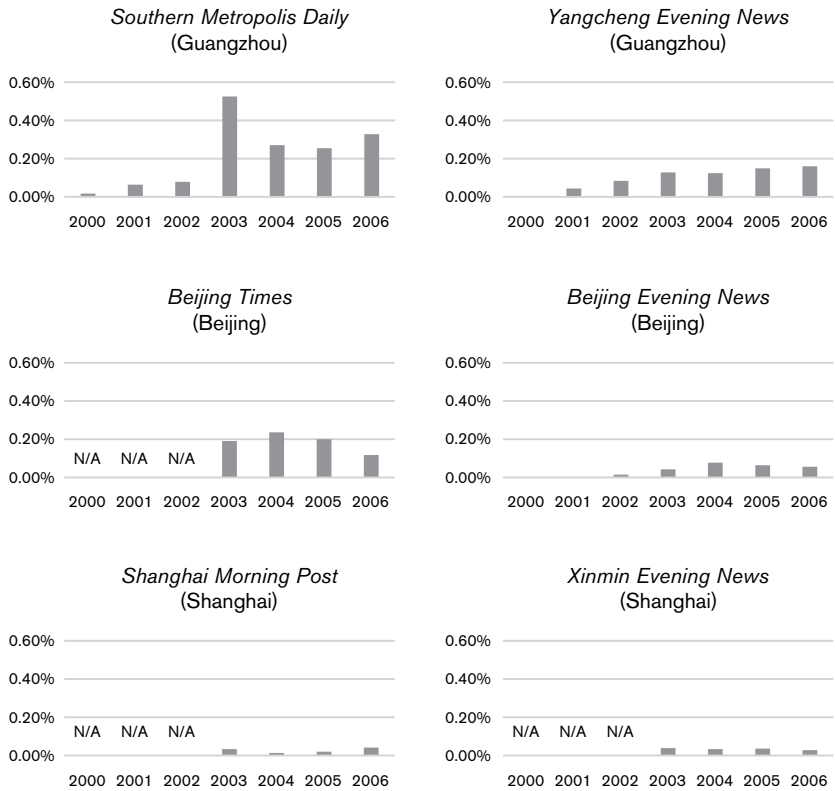 Southern Metropolis Daily
(Guangzhou)
0.60%
0.40%
0.20%
0.00%
2000 2001 2002 2003 2004 2005 2006
Yangcheng Evening News
(Guangzhou)
0.60%
0.40%
0.20%
0.00%
2000 2001 2002 2003 2004 2005 2006
Beijing Times
(Beijing)
0.60%
0.40%
0.20%
N/A N/A N/A
0.00%
2000 2001 2002 2003 2004 2005 2006
Beijing Evening News
(Beijing)
0.60%
0.40%
0.20%
0.00%
2000 2001 2002 2003 2004 2005 2006
Shanghai Morning Post
(Shanghai)
0.60%
0.40%
0.20%
N/A N/A N/A
0.00%
2000 2001 2002 2003 2004 2005 2006
Xinmin Evening News
(Shanghai)
0.60%
0.40%
0.20%
N/A N/A N/A
0.00%
2000 2001 2002 2003 2004 2005 2006